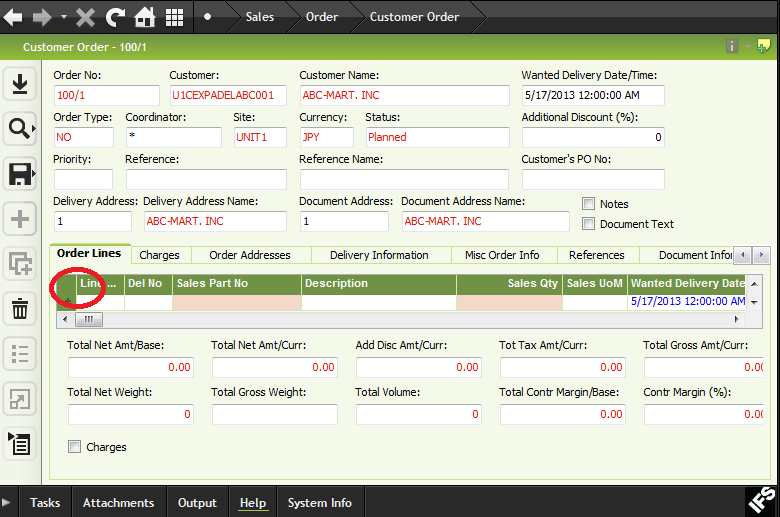 Sales Order Customer Order
Customer Order - 100/1
Order No: Customer: Customer Name: Wanted Delivery Date/Time:
100/1 U1CEXPADELABC001 ABC-MART. INC 5/17/2013 12:00:00 AM
Order Type: Coordinator: Site: Currency: Status: Additional Discount (%):
NO * UNIT1 JPY Planned 0
Priority: Reference: Reference Name: Customer's PO No:
Delivery Address: Delivery Address Name: Document Address: Document Address Name: Notes
1 ABC-MART. INC 1 ABC-MART. INC Document Text
Order Lines Charges Order Addresses Delivery Information Misc Order Info References Document Infor
Line... Del No Sales Part No Description Sales Qty Sales UoM Wanted Delivery Date
* 5/17/2013 12:00:00 AM
Total Net Amt/Base: Total Net Amt/Curr: Add Disc Amt/Curr: Tot Tax Amt/Curr: Total Gross Amt/Curr:
0.00 0.00 0.00 0.00 0.00
Total Net Weight: Total Gross Weight: Total Volume: Total Contr Margin/Base: Contr Margin (%):
0 0 0.00 0.00
Charges
Tasks Attachments Output Help System Info IFS